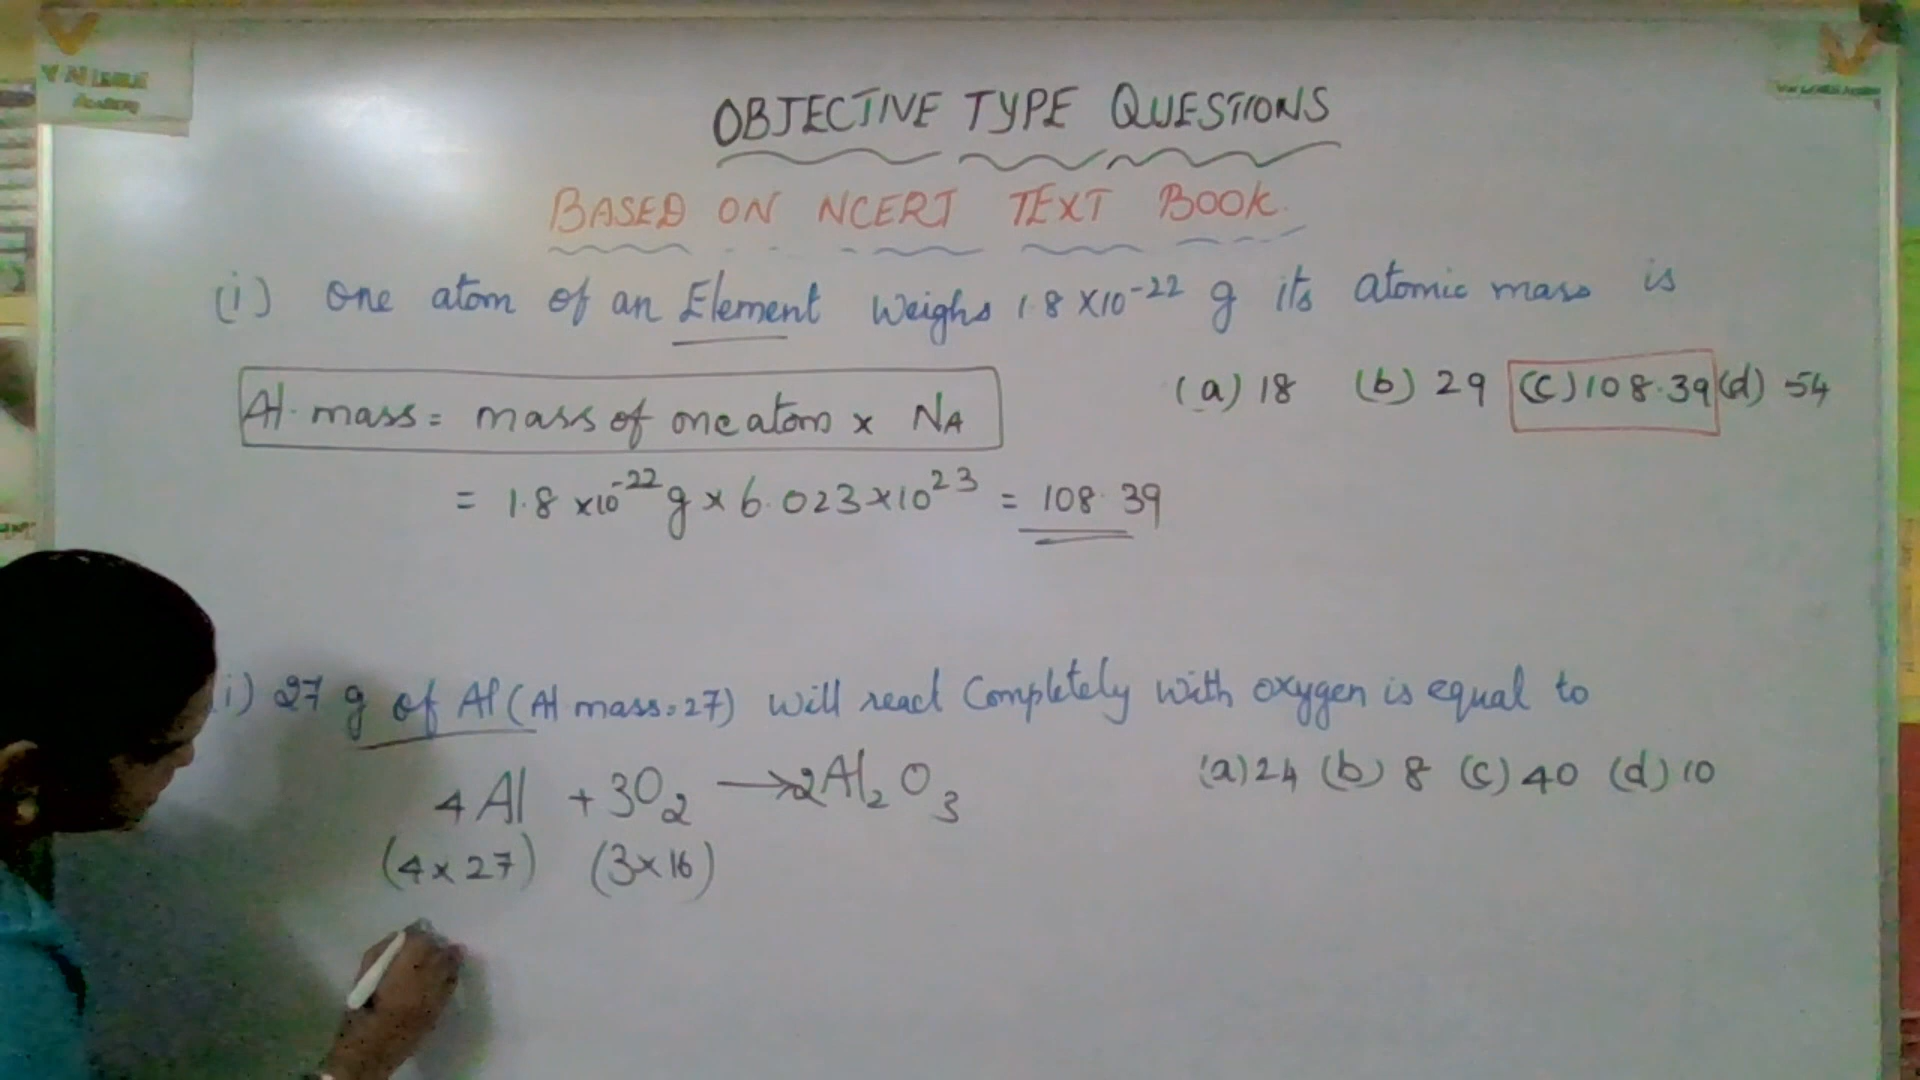 OBJECTIVE TYPE QUESTIONS
BASED ON NCERT TEXT BOOK.
(i) One atom of an Element Weighs 1.8 × 10⁻²² g its atomic mass is
(a) 18 (b) 29 (c) 108.39 (d) 54
At. mass = mass of one atom × NA
= 1.8 × 10⁻²² g × 6.023 × 10²³ = 108.39
i) 27 g of Al (At mass = 27) will react Completely with oxygen is equal to
(a) 24 (b) 8 (c) 40 (d) 10
4Al + 3O₂ → 2Al₂O₃
(4 × 27) (3 × 16)